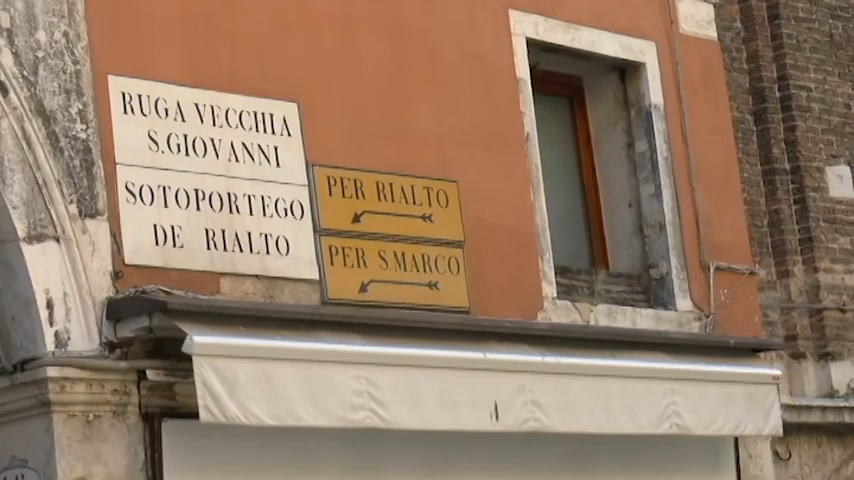 RUGA VECCHIA
S.GIOVANNI
SOTOPORTEGO
DE RIALTO
PER RIALTO
PER S.MARCO